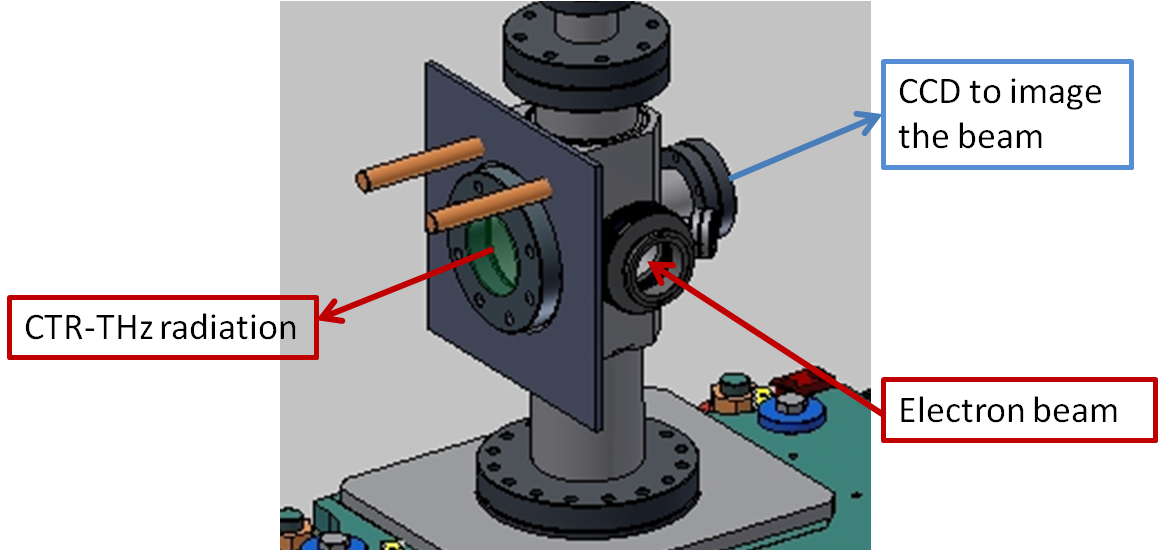 CCD to image
the beam
CTR-THz radiation
Electron beam